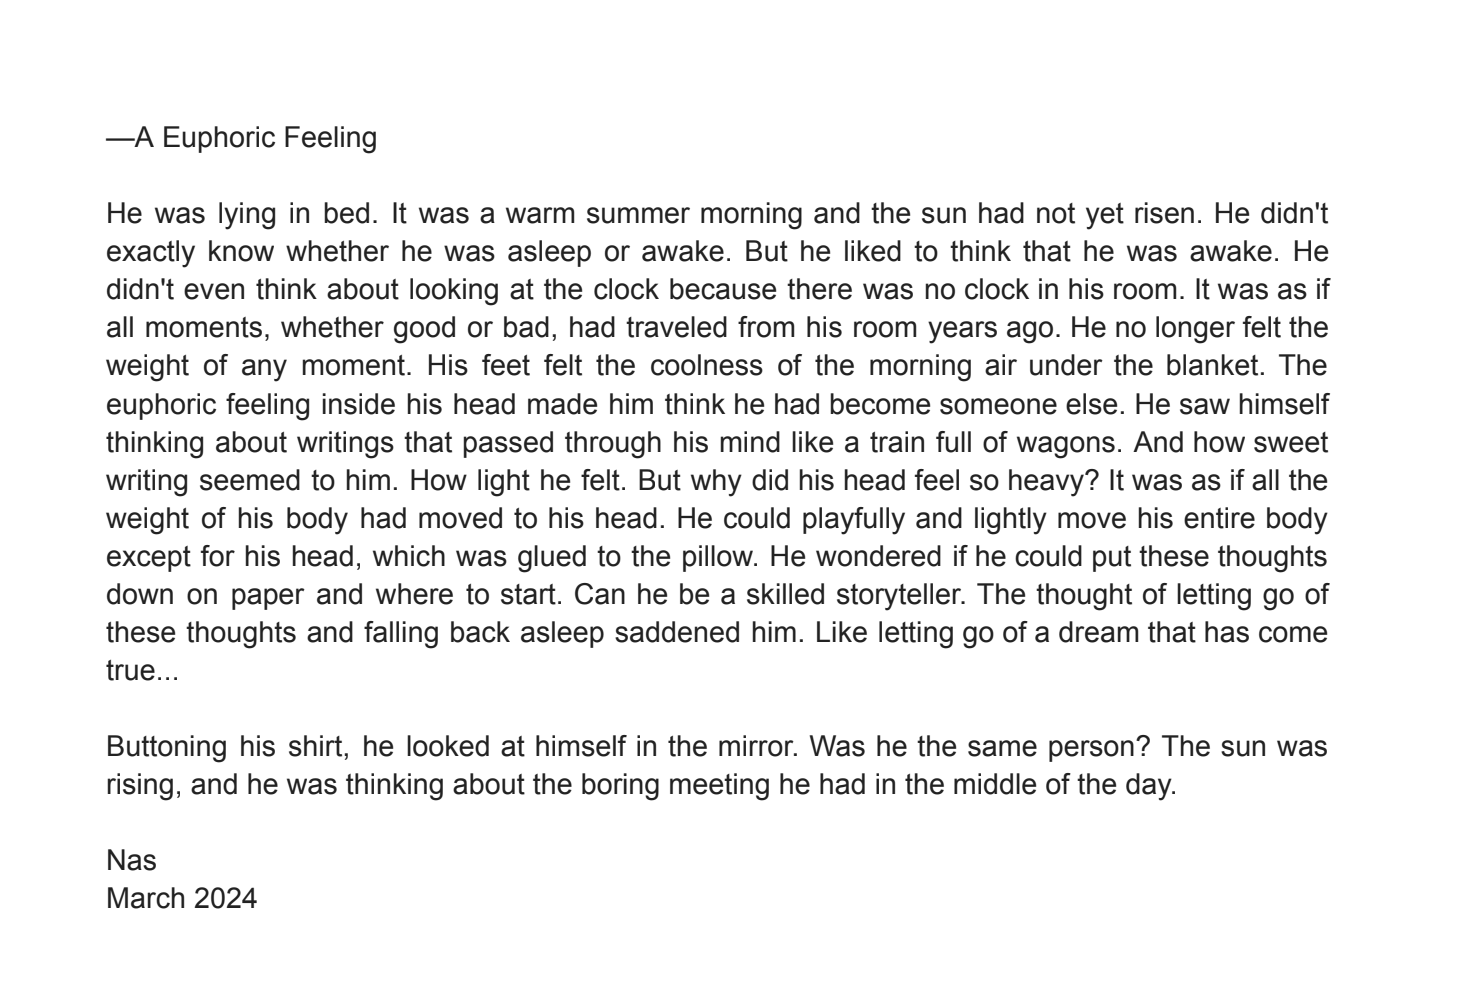 —A Euphoric Feeling
He was lying in bed. It was a warm summer morning and the sun had not yet risen. He didn't
exactly know whether he was asleep or awake. But he liked to think that he was awake. He
didn't even think about looking at the clock because there was no clock in his room. It was as if
all moments, whether good or bad, had traveled from his room years ago. He no longer felt the
weight of any moment. His feet felt the coolness of the morning air under the blanket. The
euphoric feeling inside his head made him think he had become someone else. He saw himself
thinking about writings that passed through his mind like a train full of wagons. And how sweet
writing seemed to him. How light he felt. But why did his head feel so heavy? It was as if all the
weight of his body had moved to his head. He could playfully and lightly move his entire body
except for his head, which was glued to the pillow. He wondered if he could put these thoughts
down on paper and where to start. Can he be a skilled storyteller. The thought of letting go of
these thoughts and falling back asleep saddened him. Like letting go of a dream that has come
true...
Buttoning his shirt, he looked at himself in the mirror. Was he the same person? The sun was
rising, and he was thinking about the boring meeting he had in the middle of the day.
Nas
March 2024